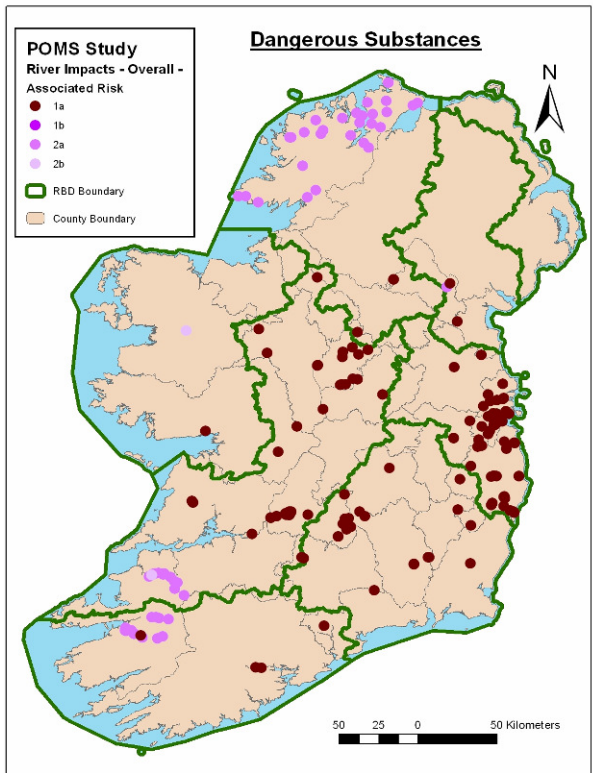 POMS Study
River Impacts - Overall -
Associated Risk
1a
1b
2a
2b
RBD Boundary
County Boundary
Dangerous Substances
N
50 25 0 50 Kilometers